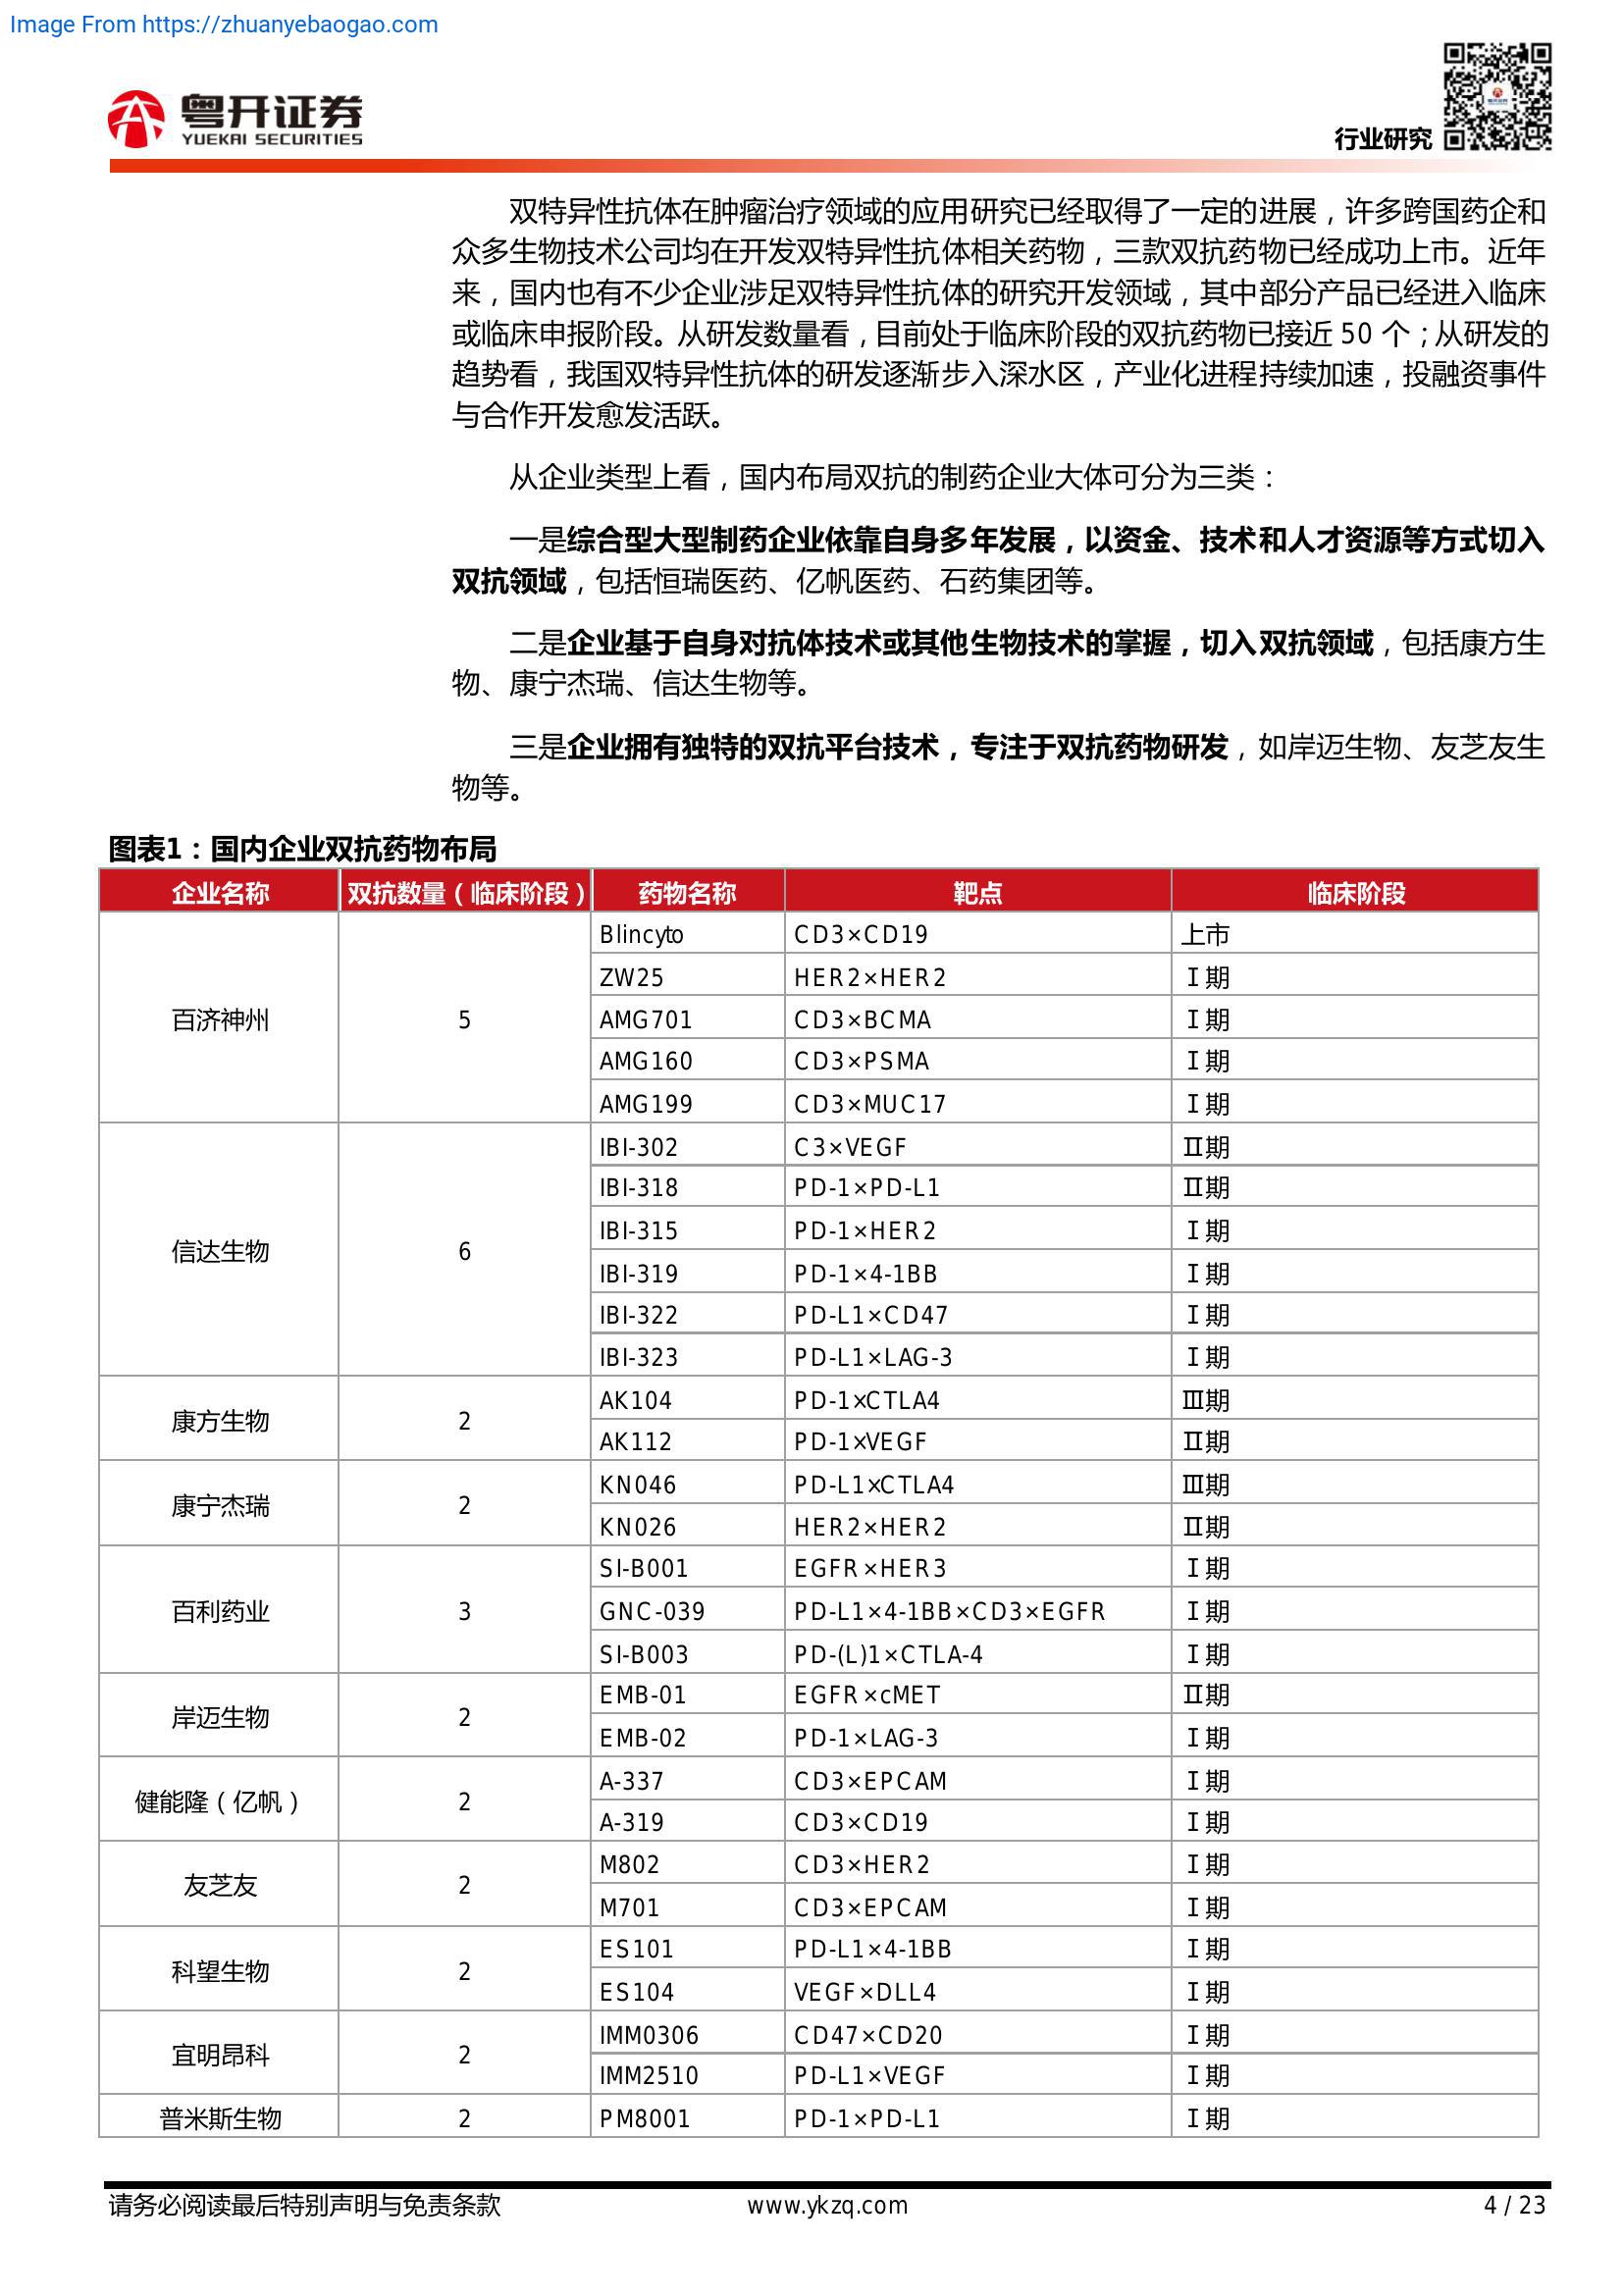 Image From https://zhuanyebaogao.com
粤开证券
YUEKAI SECURITIES
行业研究
双特异性抗体在肿瘤治疗领域的应用研究已经取得了一定的进展，许多跨国药企和
众多生物技术公司均在开发双特异性抗体相关药物，三款双抗药物已经成功上市。近年
来，国内也有不少企业涉足双特异性抗体的研究开发领域，其中部分产品已经进入临床
或临床申报阶段。从研发数量看，目前处于临床阶段的双抗药物已接近 50 个；从研发的
趋势看，我国双特异性抗体的研发逐渐步入深水区，产业化进程持续加速，投融资事件
与合作开发愈发活跃。
从企业类型上看，国内布局双抗的制药企业大体可分为三类：
一是综合型大型制药企业依靠自身多年发展，以资金、技术和人才资源等方式切入
双抗领域，包括恒瑞医药、亿帆医药、石药集团等。
二是企业基于自身对抗体技术或其他生物技术的掌握，切入双抗领域，包括康方生
物、康宁杰瑞、信达生物等。
三是企业拥有独特的双抗平台技术，专注于双抗药物研发，如岸迈生物、友芝友生
物等。
图表1：国内企业双抗药物布局
企业名称 双抗数量（临床阶段） 药物名称 靶点 临床阶段
百济神州 5 Blincyto CD3×CD19 上市
ZW25 HER2×HER2 Ⅰ期
AMG701 CD3×BCMA Ⅰ期
AMG160 CD3×PSMA Ⅰ期
AMG199 CD3×MUC17 Ⅰ期
信达生物 6 IBI-302 C3×VEGF Ⅱ期
IBI-318 PD-1×PD-L1 Ⅱ期
IBI-315 PD-1×HER2 Ⅰ期
IBI-319 PD-1×4-1BB Ⅰ期
IBI-322 PD-L1×CD47 Ⅰ期
IBI-323 PD-L1×LAG-3 Ⅰ期
康方生物 2 AK104 PD-1×CTLA4 Ⅲ期
AK112 PD-1×VEGF Ⅱ期
康宁杰瑞 2 KN046 PD-L1×CTLA4 Ⅲ期
KN026 HER2×HER2 Ⅱ期
百利药业 3 SI-B001 EGFR×HER3 Ⅰ期
GNC-039 PD-L1×4-1BB×CD3×EGFR Ⅰ期
SI-B003 PD-(L)1×CTLA-4 Ⅰ期
岸迈生物 2 EMB-01 EGFR×cMET Ⅱ期
EMB-02 PD-1×LAG-3 Ⅰ期
健能隆（亿帆） 2 A-337 CD3×EPCAM Ⅰ期
A-319 CD3×CD19 Ⅰ期
友芝友 2 M802 CD3×HER2 Ⅰ期
M701 CD3×EPCAM Ⅰ期
科望生物 2 ES101 PD-L1×4-1BB Ⅰ期
ES104 VEGF×DLL4 Ⅰ期
宜明昂科 2 IMM0306 CD47×CD20 Ⅰ期
IMM2510 PD-L1×VEGF Ⅰ期
普米斯生物 2 PM8001 PD-1×PD-L1 Ⅰ期
请务必阅读最后特别声明与免责条款 www.ykzq.com 4 / 23